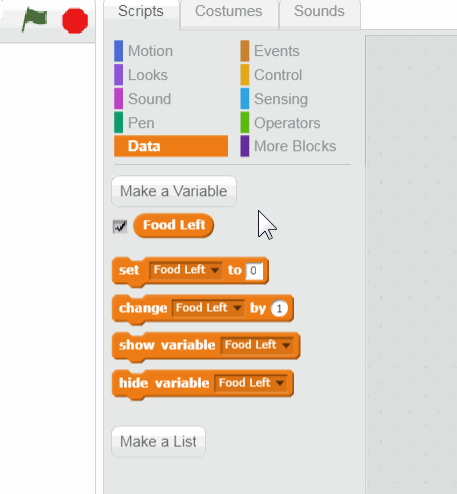 Scripts Costumes Sounds
Motion Events
Looks Control
Sound Sensing
Pen Operators
Data More Blocks
Make a Variable
Food Left
set Food Left to 0
change Food Left by 1
show variable Food Left
hide variable Food Left
Make a List